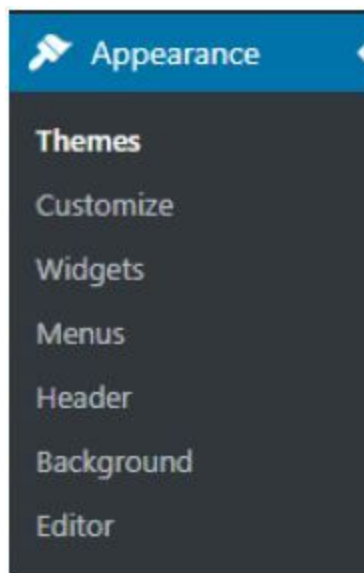 Appearance
Themes
Customize
Widgets
Menus
Header
Background
Editor